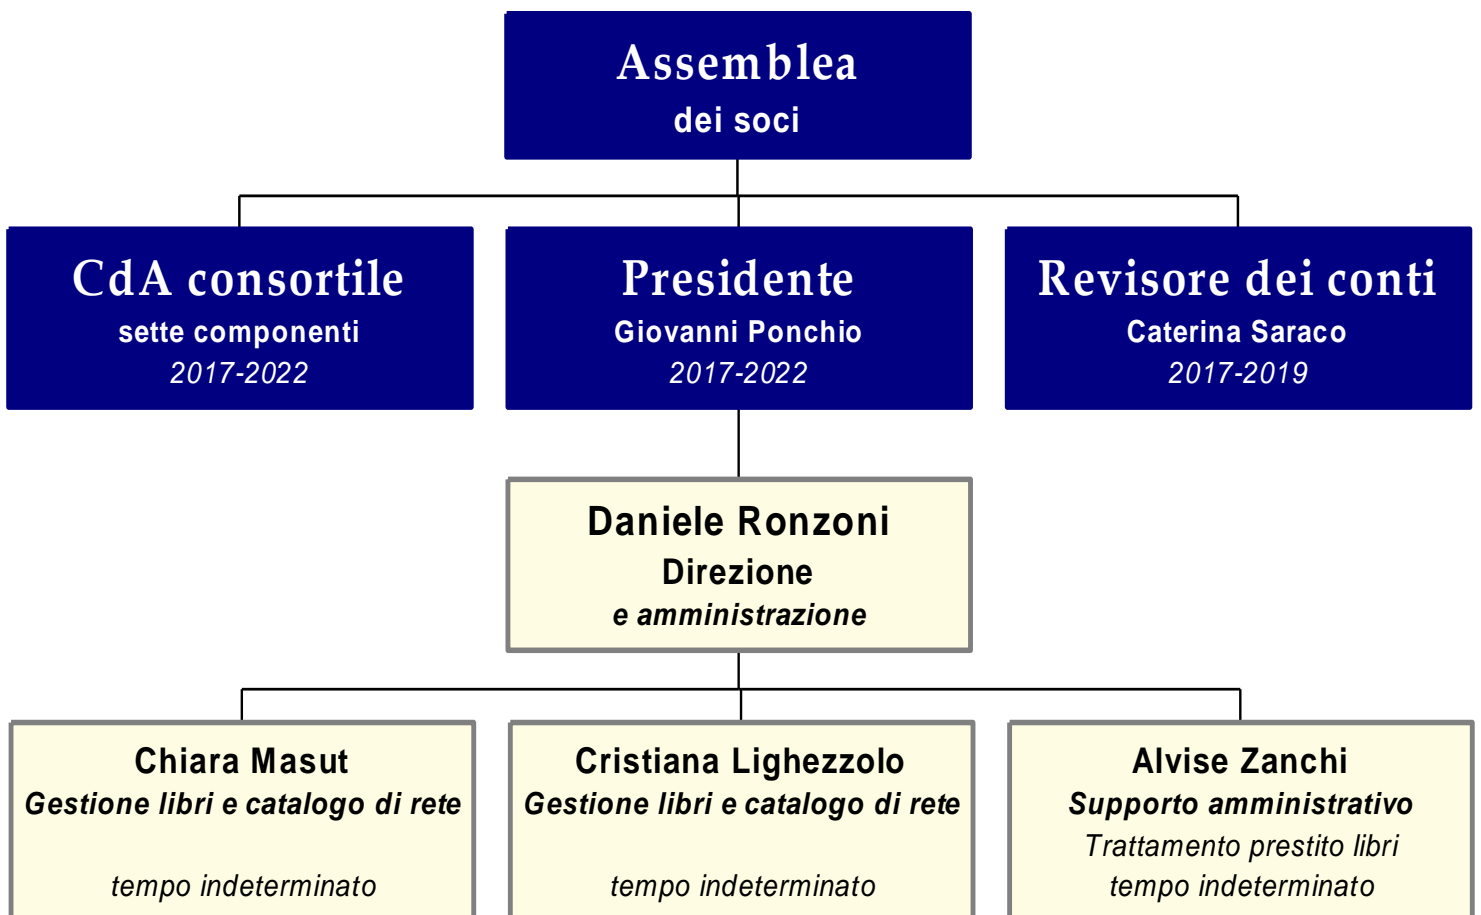 Assemblea
dei soci
CdA consortile
sette componenti
2017-2022
Presidente
Giovanni Ponchio
2017-2022
Revisore dei conti
Caterina Saraco
2017-2019
Daniele Ronzoni
Direzione
e amministrazione
Chiara Masut
Gestione libri e catalogo di rete
tempo indeterminato
Cristiana Lighezzolo
Gestione libri e catalogo di rete
tempo indeterminato
Alvise Zanchi
Supporto amministrativo
Trattamento prestito libri
tempo indeterminato